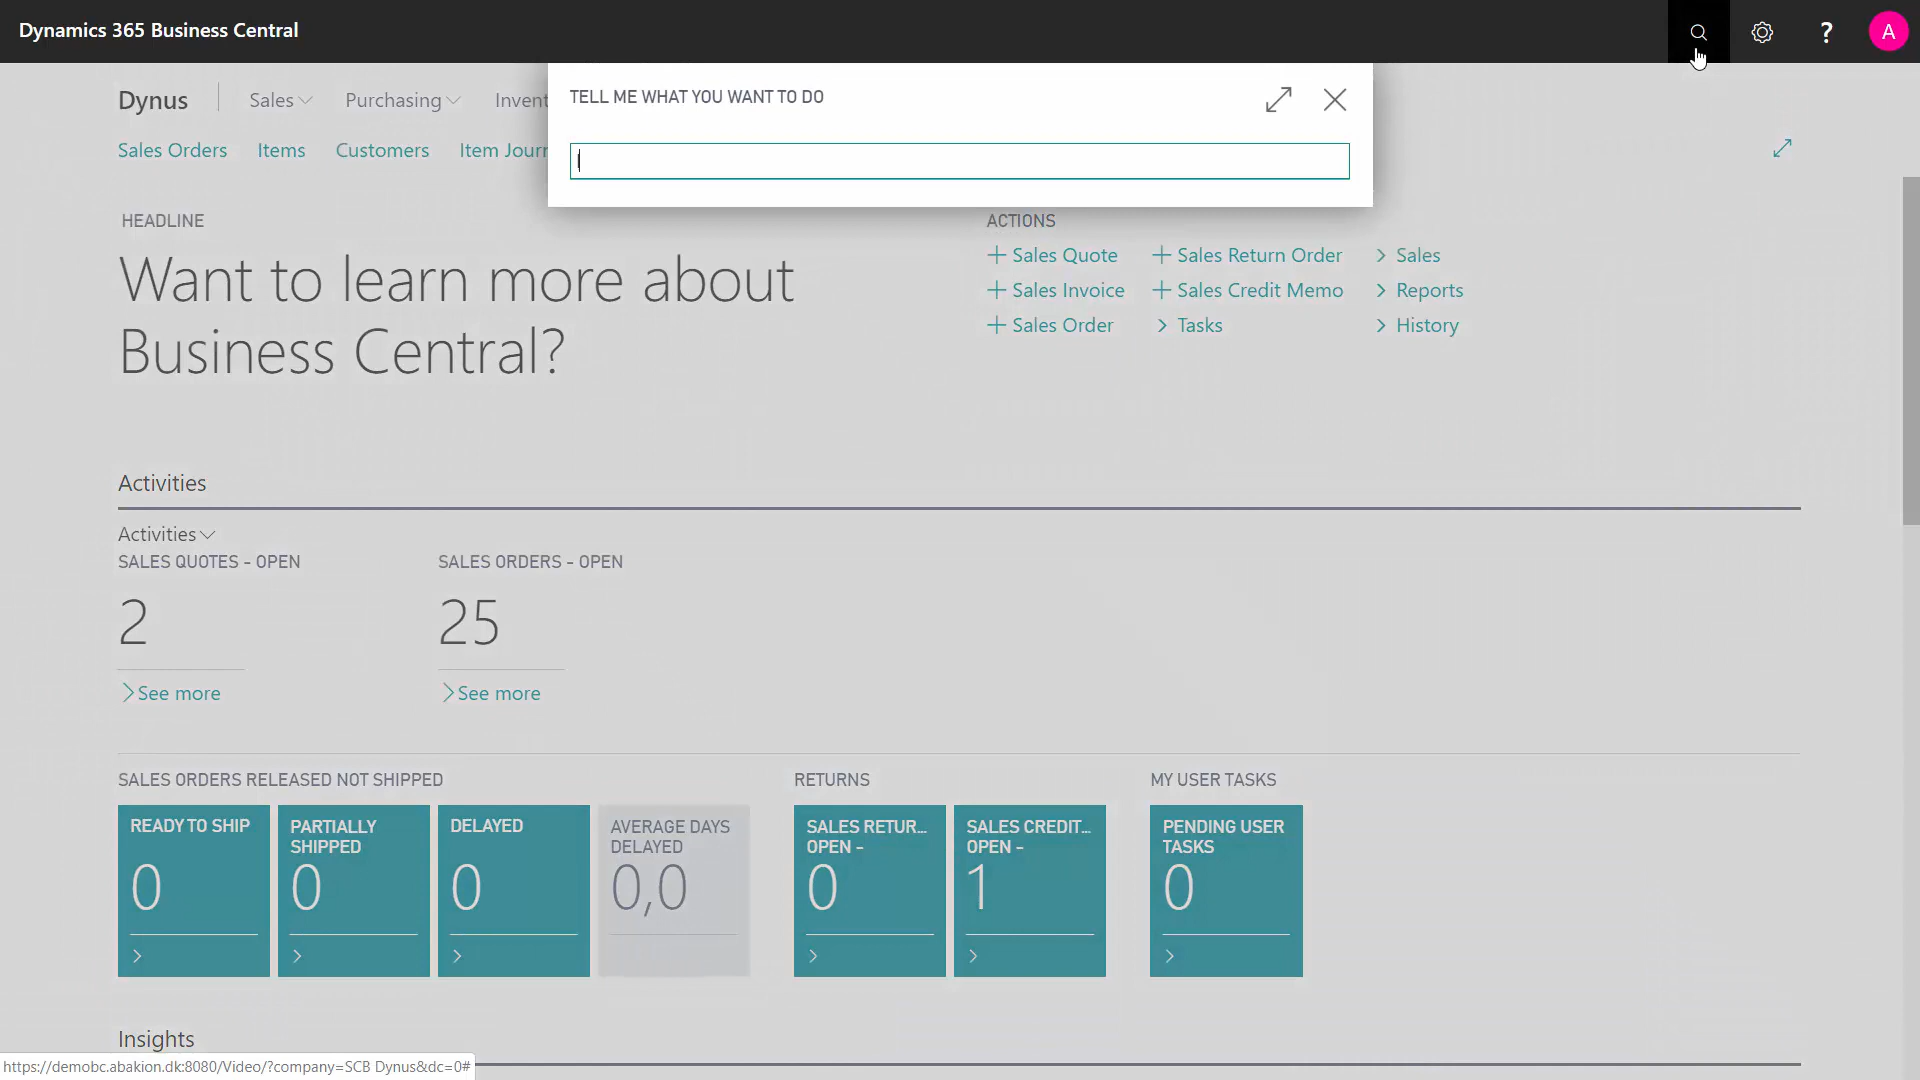 Dynamics 365 Business Central
?
A
TELL ME WHAT YOU WANT TO DO
Dynus
Sales
Purchasing
Invent
Sales Orders
Items
Customers
Item Journ
HEADLINE
Want to learn more about
Business Central?
ACTIONS
+ Sales Quote
+ Sales Return Order
> Sales
+ Sales Invoice
+ Sales Credit Memo
> Reports
+ Sales Order
> Tasks
> History
Activities
Activities
SALES QUOTES - OPEN
SALES ORDERS - OPEN
2
25
>See more
>See more
SALES ORDERS RELEASED NOT SHIPPED
RETURNS
MY USER TASKS
READY TO SHIP
0
PARTIALLY
SHIPPED
0
DELAYED
0
AVERAGE DAYS
DELAYED
0,0
SALES RETUR...
OPEN -
0
SALES CREDIT...
OPEN -
1
PENDING USER
TASKS
0
Insights
https://demobc.abakion.dk:8080/Video/?company=SCB Dynus&dc=0#